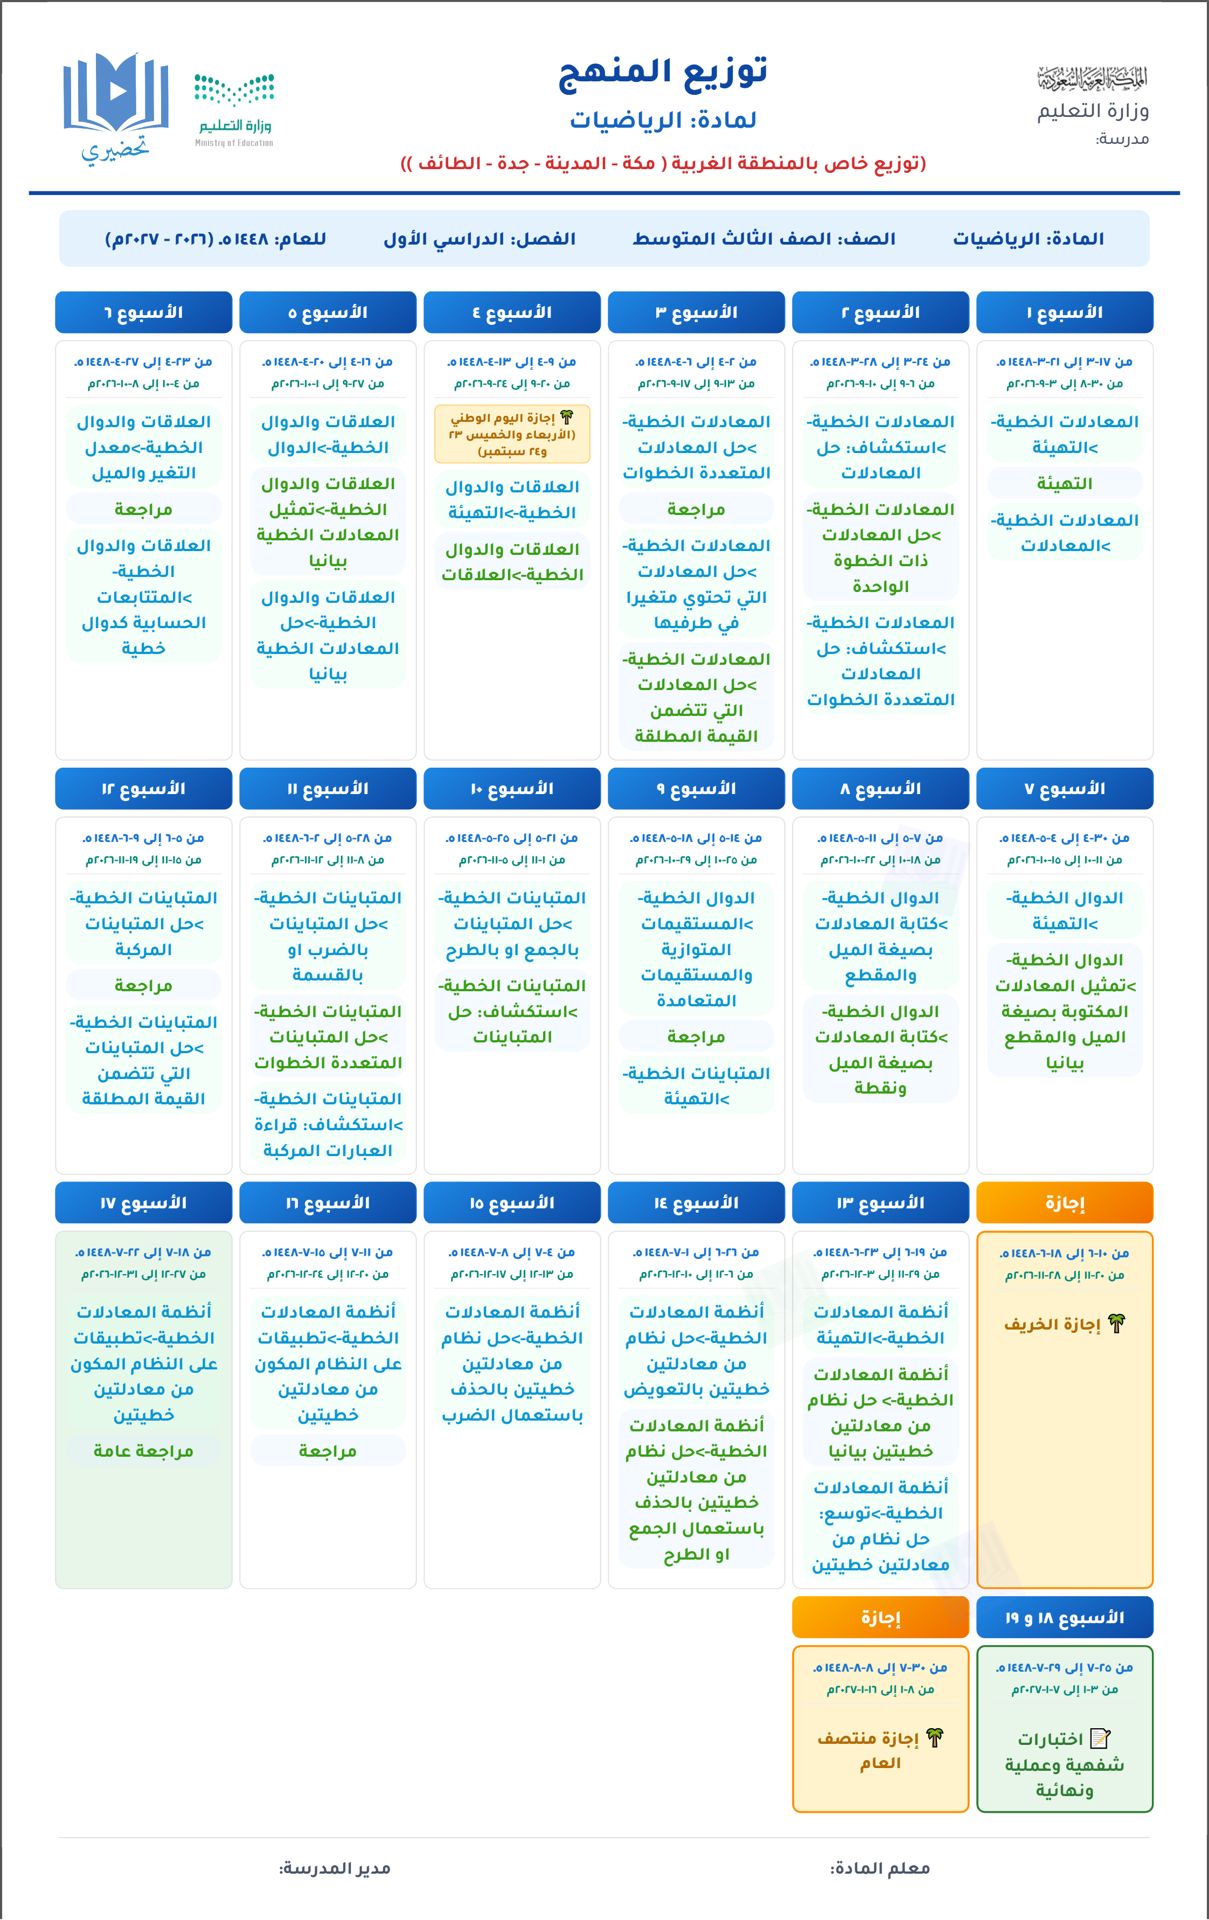 المملكة العربية السعودية
وزارة التعليم
مدرسة:
توزيع المنهج
لمادة: الرياضيات
(توزيع خاص بالمنطقة الغربية ( مكة - المدينة - جدة - الطائف ))
وزارة التعليم
Ministry of Education
تحضيري
المادة: الرياضيات
الصف: الصف الثالث المتوسط
الفصل: الدراسي الأول
للعام: ١٤٤٨هـ (٢٠٢٦ - ٢٠٢٧م)
الأسبوع ١
من ١٧-٣ إلى ٢١-٣-١٤٤٨هـ
من ٣٠-٨ إلى ٣-٩-٢٠٢٦م
المعادلات الخطية-
>التهيئة
التهيئة
المعادلات الخطية-
>المعادلات
الأسبوع ٢
من ٢٤-٣ إلى ٢٨-٣-١٤٤٨هـ
من ٦-٩ إلى ١٠-٩-٢٠٢٦م
المعادلات الخطية-
>استكشاف: حل
المعادلات
المعادلات الخطية-
>حل المعادلات
ذات الخطوة
الواحدة
المعادلات الخطية-
>استكشاف: حل
المعادلات
المتعددة الخطوات
الأسبوع ٣
من ٢-٤ إلى ٦-٤-١٤٤٨هـ
من ١٣-٩ إلى ١٧-٩-٢٠٢٦م
المعادلات الخطية-
>حل المعادلات
المتعددة الخطوات
مراجعة
المعادلات الخطية-
>حل المعادلات
التي تحتوي متغيرا
في طرفيها
المعادلات الخطية-
>حل المعادلات
التي تتضمن
القيمة المطلقة
الأسبوع ٤
من ٩-٤ إلى ١٣-٤-١٤٤٨هـ
من ٢٠-٩ إلى ٢٤-٩-٢٠٢٦م
🌴 إجازة اليوم الوطني
(الأربعاء والخميس ٢٣
و٢٤ سبتمبر)
العلاقات والدوال
الخطية->التهيئة
العلاقات والدوال
الخطية->العلاقات
الأسبوع ٥
من ١٦-٤ إلى ٢٠-٤-١٤٤٨هـ
من ٢٧-٩ إلى ١-١٠-٢٠٢٦م
العلاقات والدوال
الخطية->الدوال
العلاقات والدوال
الخطية->تمثيل
المعادلات الخطية
بيانيا
العلاقات والدوال
الخطية->حل
المعادلات الخطية
بيانيا
الأسبوع ٦
من ٢٣-٤ إلى ٢٧-٤-١٤٤٨هـ
من ٤-١٠ إلى ٨-١٠-٢٠٢٦م
العلاقات والدوال
الخطية->معدل
التغير والميل
مراجعة
العلاقات والدوال
الخطية-
>المتتابعات
الحسابية كدوال
خطية
الأسبوع ٧
من ٣٠-٤ إلى ٤-٥-١٤٤٨هـ
من ١١-١٠ إلى ١٥-١٠-٢٠٢٦م
الدوال الخطية-
>التهيئة
الدوال الخطية-
>تمثيل المعادلات
المكتوبة بصيغة
الميل والمقطع
بيانيا
الأسبوع ٨
من ٧-٥ إلى ١١-٥-١٤٤٨هـ
من ١٨-١٠ إلى ٢٢-١٠-٢٠٢٦م
الدوال الخطية-
>كتابة المعادلات
بصيغة الميل
والمقطع
الدوال الخطية-
>كتابة المعادلات
بصيغة الميل
ونقطة
الأسبوع ٩
من ١٤-٥ إلى ١٨-٥-١٤٤٨هـ
من ٢٥-١٠ إلى ٢٩-١٠-٢٠٢٦م
الدوال الخطية-
>المستقيمات
المتوازية
والمستقيمات
المتعامدة
مراجعة
المتباينات الخطية-
>التهيئة
الأسبوع ١٠
من ٢١-٥ إلى ٢٥-٥-١٤٤٨هـ
من ١-١١ إلى ٥-١١-٢٠٢٦م
المتباينات الخطية-
>حل المتباينات
بالجمع او بالطرح
المتباينات الخطية-
>استكشاف: حل
المتباينات
الأسبوع ١١
من ٢٨-٥ إلى ٢-٦-١٤٤٨هـ
من ٨-١١ إلى ١٢-١١-٢٠٢٦م
المتباينات الخطية-
>حل المتباينات
بالضرب او
بالقسمة
المتباينات الخطية-
>حل المتباينات
المتعددة الخطوات
المتباينات الخطية-
>استكشاف: قراءة
العبارات المركبة
الأسبوع ١٢
من ٥-٦ إلى ٩-٦-١٤٤٨هـ
من ١٥-١١ إلى ١٩-١١-٢٠٢٦م
المتباينات الخطية-
>حل المتباينات
المركبة
مراجعة
المتباينات الخطية-
>حل المتباينات
التي تتضمن
القيمة المطلقة
إجازة
من ١٠-٦ إلى ١٨-٦-١٤٤٨هـ
من ٢٠-١١ إلى ٢٨-١١-٢٠٢٦م
🌴 إجازة الخريف
الأسبوع ١٣
من ١٩-٦ إلى ٢٣-٦-١٤٤٨هـ
من ٢٩-١١ إلى ٣-١٢-٢٠٢٦م
أنظمة المعادلات
الخطية->التهيئة
أنظمة المعادلات
الخطية-> حل نظام
من معادلتين
خطيتين بيانيا
أنظمة المعادلات
الخطية->توسع:
حل نظام من
معادلتين خطيتين
الأسبوع ١٤
من ٢٦-٦ إلى ١-٧-١٤٤٨هـ
من ٦-١٢ إلى ١٠-١٢-٢٠٢٦م
أنظمة المعادلات
الخطية->حل نظام
من معادلتين
خطيتين بالتعويض
أنظمة المعادلات
الخطية->حل نظام
من معادلتين
خطيتين بالحذف
باستعمال الجمع
او الطرح
الأسبوع ١٥
من ٤-٧ إلى ٨-٧-١٤٤٨هـ
من ١٣-١٢ إلى ١٧-١٢-٢٠٢٦م
أنظمة المعادلات
الخطية->حل نظام
من معادلتين
خطيتين بالحذف
باستعمال الضرب
الأسبوع ١٦
من ١١-٧ إلى ١٥-٧-١٤٤٨هـ
من ٢٠-١٢ إلى ٢٤-١٢-٢٠٢٦م
أنظمة المعادلات
الخطية->تطبيقات
على النظام المكون
من معادلتين
خطيتين
مراجعة
الأسبوع ١٧
من ١٨-٧ إلى ٢٢-٧-١٤٤٨هـ
من ٢٧-١٢ إلى ٣١-١٢-٢٠٢٦م
أنظمة المعادلات
الخطية->تطبيقات
على النظام المكون
من معادلتين
خطيتين
مراجعة عامة
الأسبوع ١٨ و ١٩
من ٢٥-٧ إلى ٢٩-٧-١٤٤٨هـ
من ٣-١ إلى ٧-١-٢٠٢٧م
📝 اختبارات
شفهية وعملية
ونهائية
إجازة
من ٣٠-٧ إلى ٨-٨-١٤٤٨هـ
من ٨-١ إلى ١٦-١-٢٠٢٧م
🌴 إجازة منتصف
العام
معلم المادة:
مدير المدرسة: